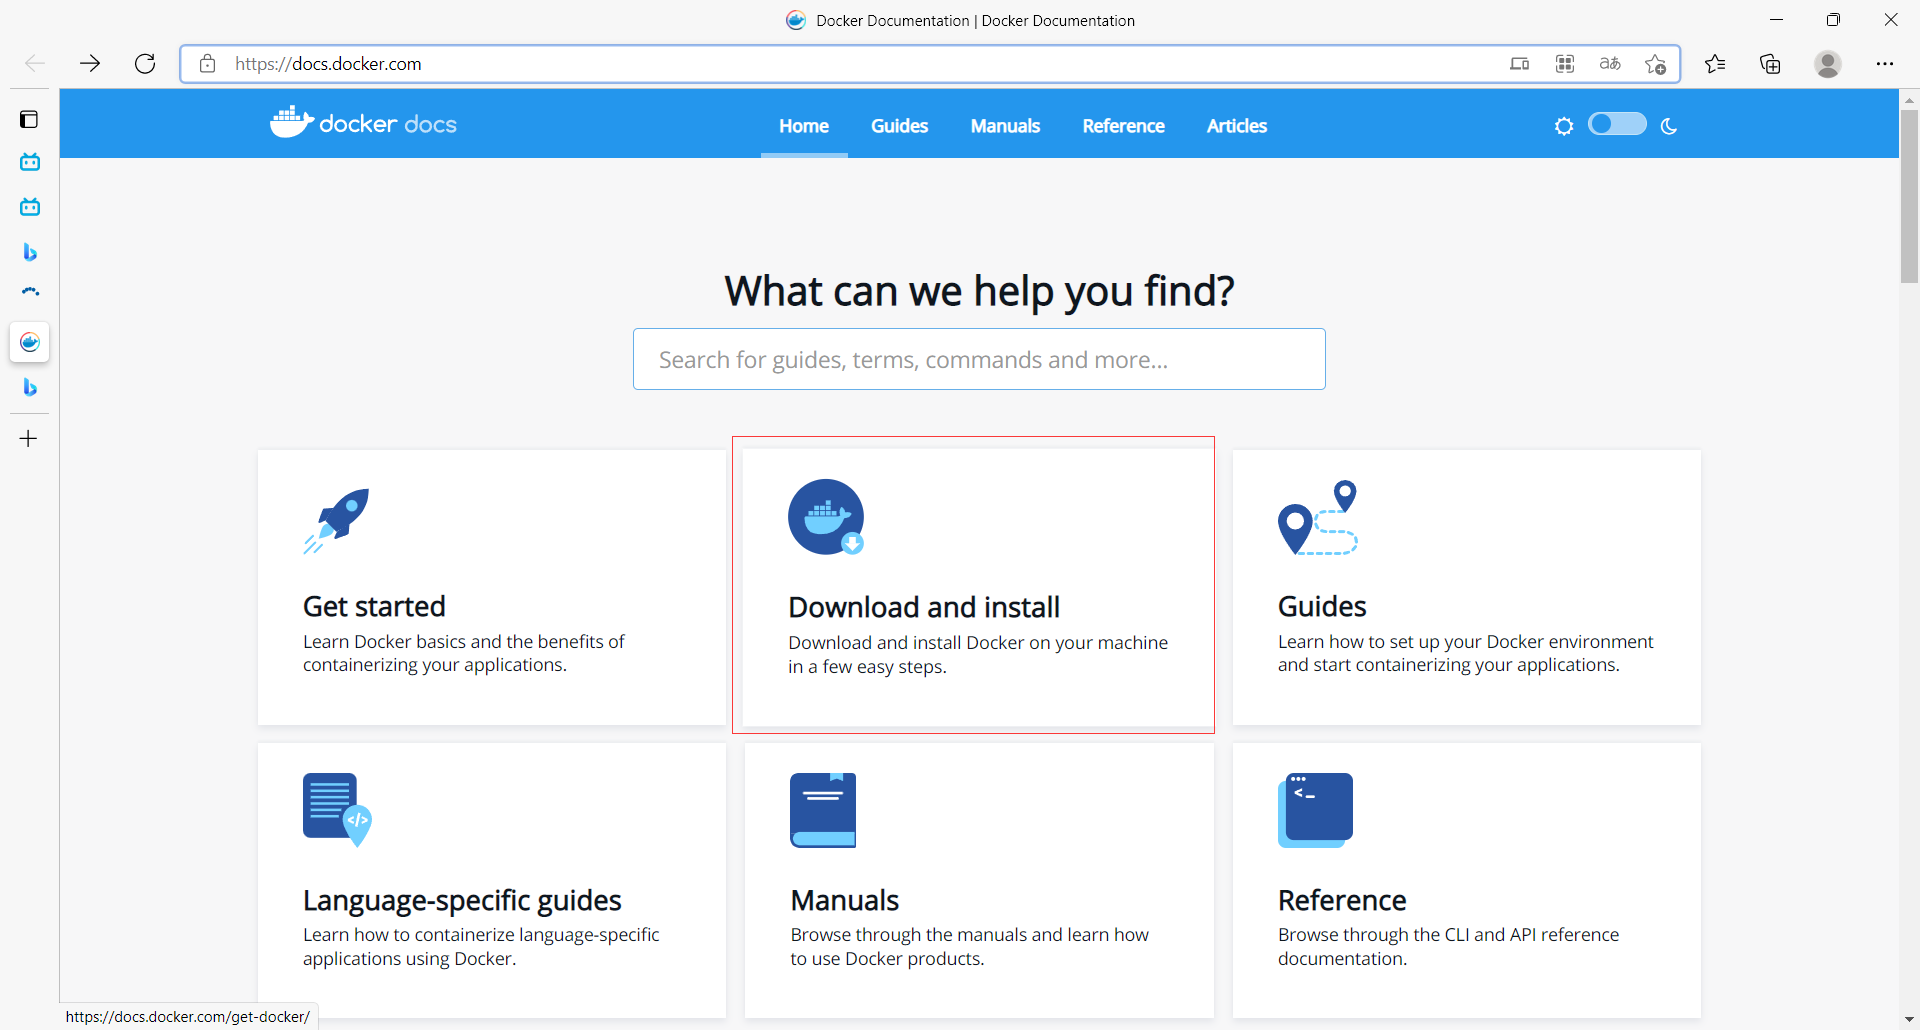 Docker Documentation | Docker Documentation
https://docs.docker.com
docker docs
Home Guides Manuals Reference Articles
What can we help you find?
Search for guides, terms, commands and more...
Get started
Learn Docker basics and the benefits of
containerizing your applications.
Download and install
Download and install Docker on your machine
in a few easy steps.
Guides
Learn how to set up your Docker environment
and start containerizing your applications.
Language-specific guides
Learn how to containerize language-specific
applications using Docker.
Manuals
Browse through the manuals and learn how
to use Docker products.
Reference
Browse through the CLI and API reference
documentation.
https://docs.docker.com/get-docker/